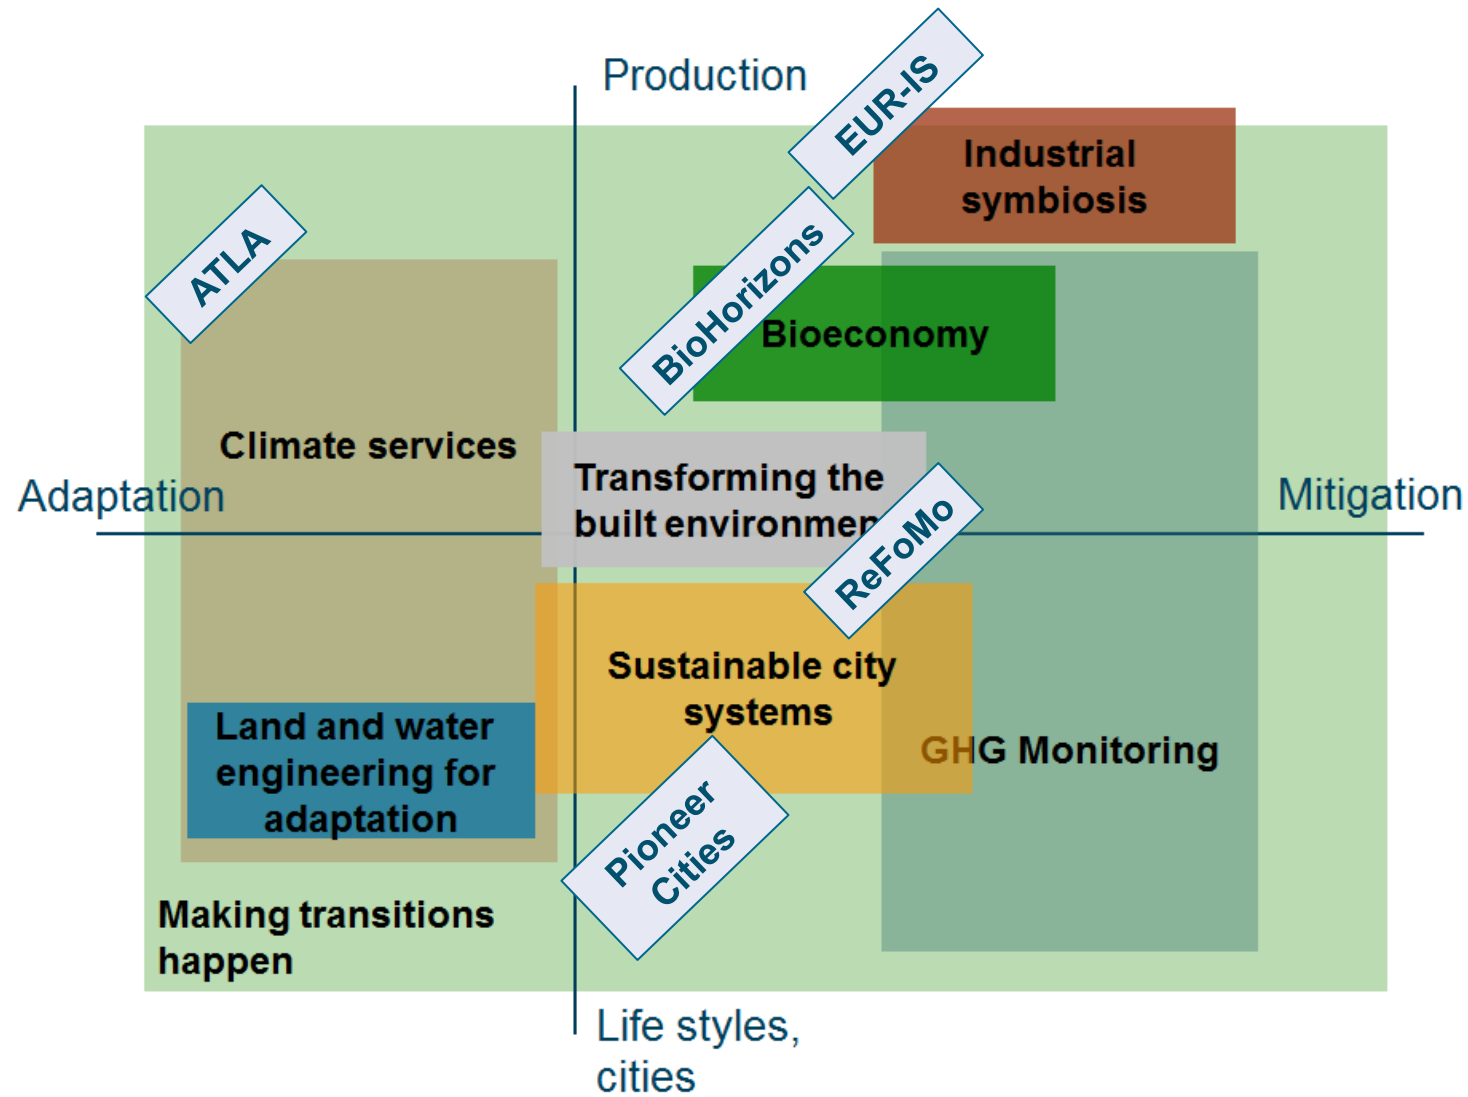 Production
EUR-IS
Industrial
symbiosis
ATLA
BioHorizons
Bioeconomy
Climate services
Transforming the
built environmen
Adaptation
Mitigation
ReFoMo
Sustainable city
systems
Land and water
engineering for
adaptation
GHG Monitoring
Pioneer
Cities
Making transitions
happen
Life styles,
cities